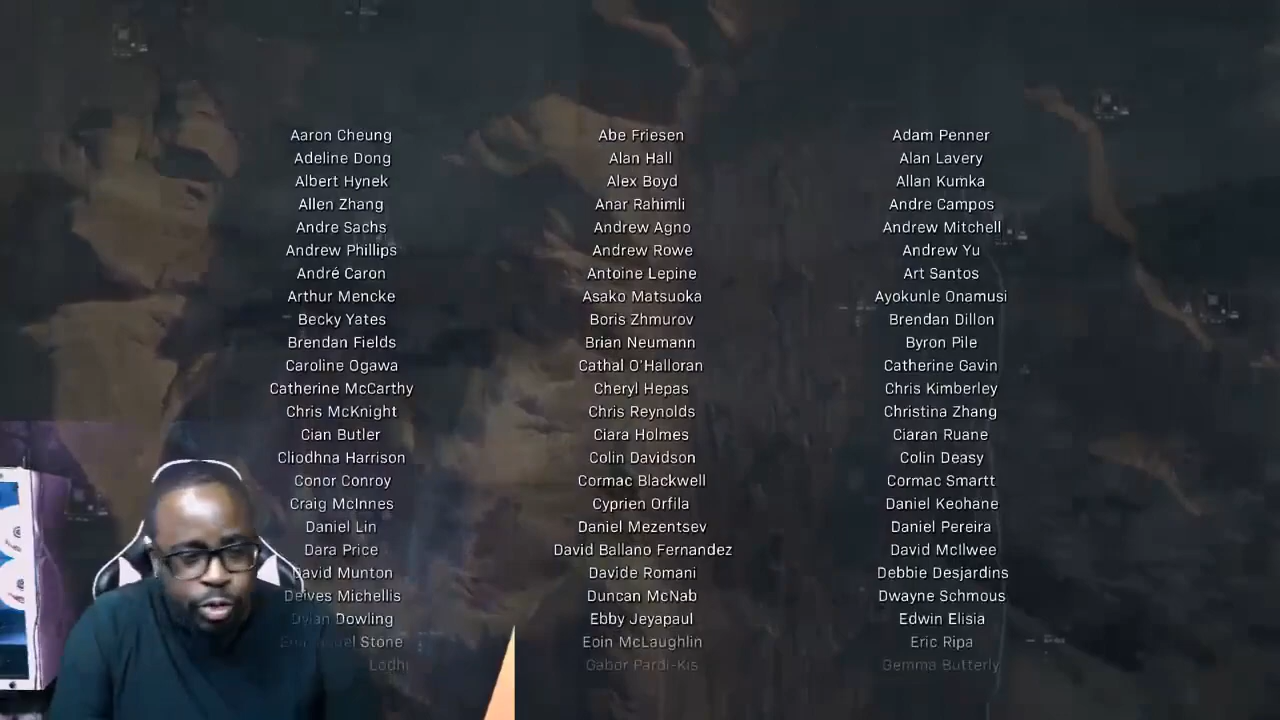 Aaron Cheung Abe Friesen Adam Penner
Adeline Dong Alan Hall Alan Lavery
Albert Hynek Alex Boyd Allan Kumka
Allen Zhang Anar Rahimli Andre Campos
Andre Sachs Andrew Agno Andrew Mitchell
Andrew Phillips Andrew Rowe Andrew Yu
André Caron Antoine Lepine Art Santos
Arthur Mencke Asako Matsuoka Ayokunle Onamusi
Becky Yates Boris Zhmurov Brendan Dillon
Brendan Fields Brian Neumann Byron Pile
Caroline Ogawa Cathal O'Halloran Catherine Gavin
Catherine McCarthy Cheryl Hepas Chris Kimberley
Chris McKnight Chris Reynolds Christina Zhang
Cian Butler Ciara Holmes Ciaran Ruane
Cliodhna Harrison Colin Davidson Colin Deasy
Conor Conroy Cormac Blackwell Cormac Smartt
Craig McInnes Cyprien Orfila Daniel Keohane
Daniel Lin Daniel Mezentsev Daniel Pereira
Dara Price David Ballano Fernandez David McIlwee
David Munton Davide Romani Debbie Desjardins
Deives Michellis Duncan McNab Dwayne Schmous
Dylan Dowling Ebby Jeyapaul Edwin Elisia
Stone Eoin McLaughlin Eric Ripa
Lodhi Gabor Pardi-Kis Gemma Butterly